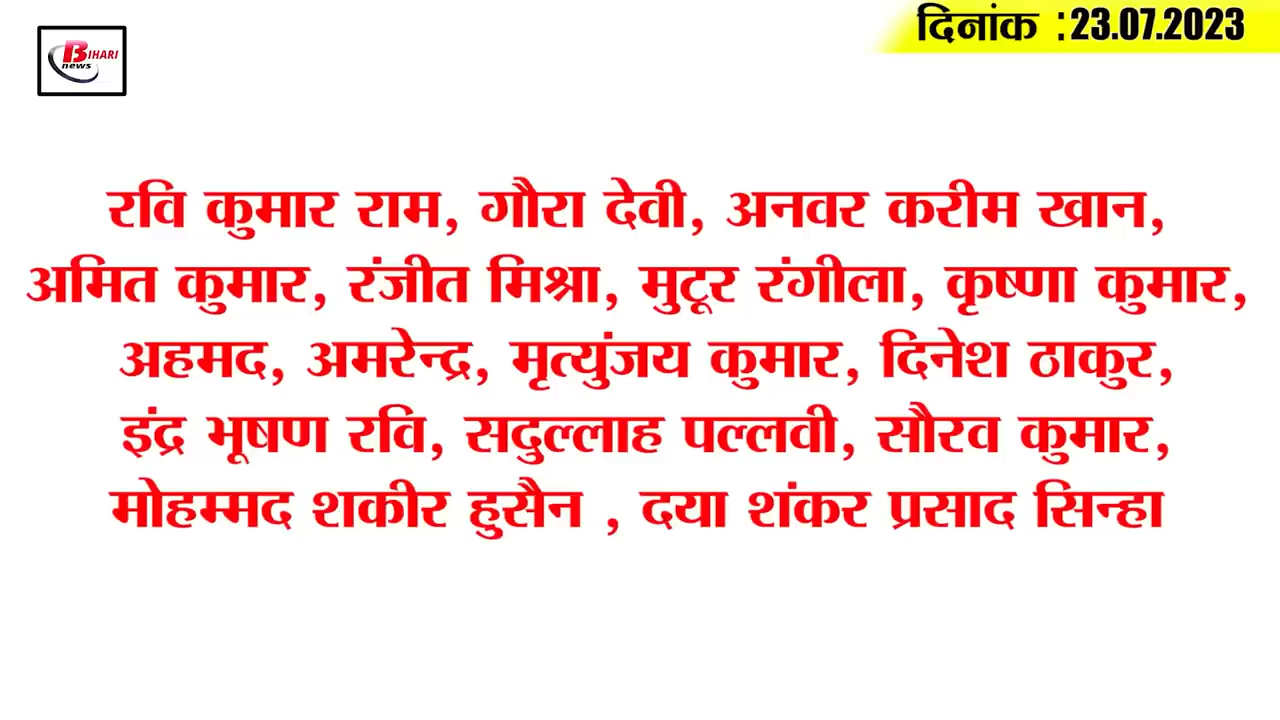 दिनांक :23.07.2023
BIHARI
news
रवि कुमार राम, गौरा देवी, अनवर करीम खान,
अमित कुमार, रंजीत मिश्रा, मुटूर रंगीला, कृष्णा कुमार,
अहमद, अमरेन्द्र, मृत्युंजय कुमार, दिनेश ठाकुर,
इंद्र भूषण रवि, सदुल्लाह पल्लवी, सौरव कुमार,
मोहम्मद शकीर हुसैन , दया शंकर प्रसाद सिन्हा